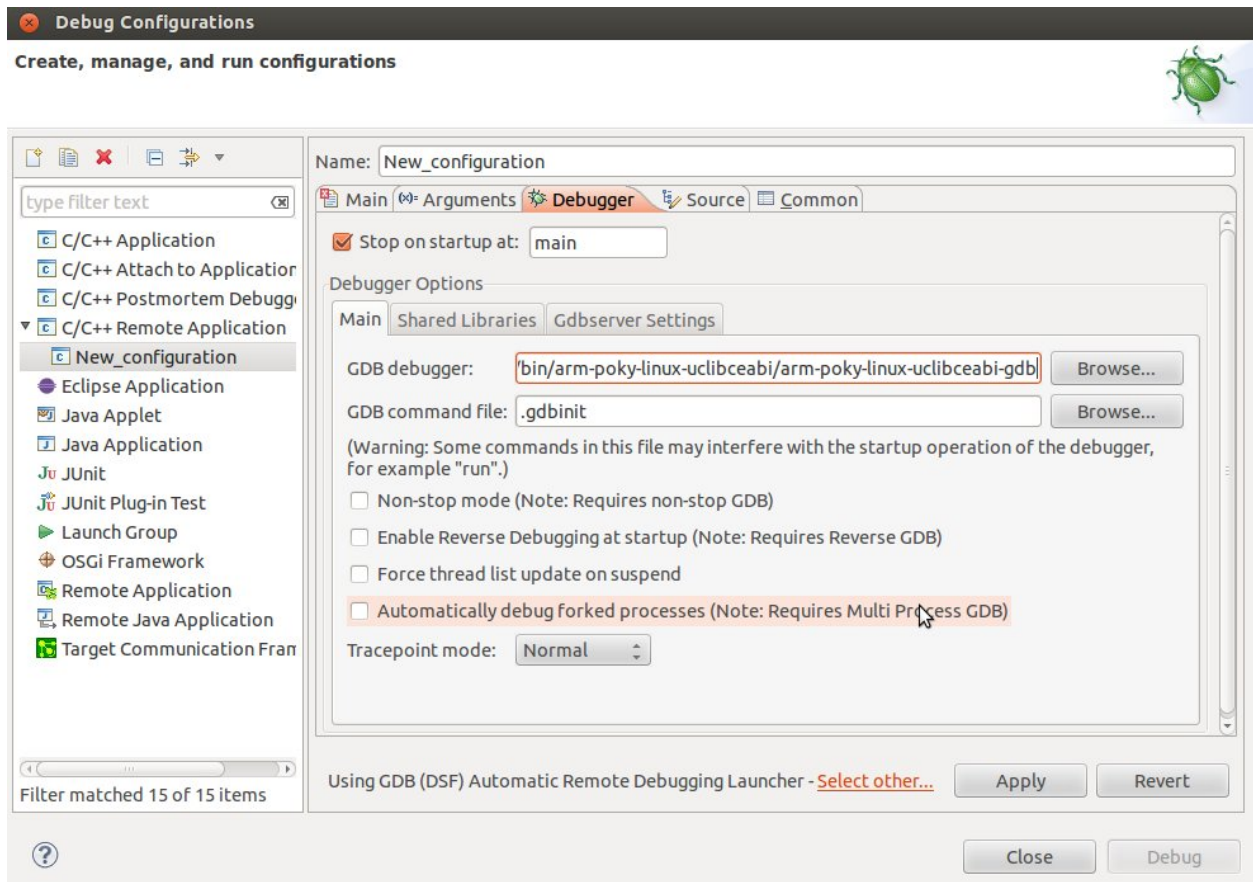 Debug Configurations
Create, manage, and run configurations
type filter text
C/C++ Application
C/C++ Attach to Application
C/C++ Postmortem Debugg
C/C++ Remote Application
New_configuration
Eclipse Application
Java Applet
Java Application
JUnit
JUnit Plug-in Test
Launch Group
OSGi Framework
Remote Application
Remote Java Application
Target Communication Fram
Filter matched 15 of 15 items
Name: New_configuration
Main Arguments Debugger Source Common
Stop on startup at: main
Debugger Options
Main Shared Libraries Gdbserver Settings
GDB debugger: /bin/arm-poky-linux-uclibceabi/arm-poky-linux-uclibceabi-gdb Browse...
GDB command file: .gdbinit Browse...
(Warning: Some commands in this file may interfere with the startup operation of the debugger,
for example "run".)
Non-stop mode (Note: Requires non-stop GDB)
Enable Reverse Debugging at startup (Note: Requires Reverse GDB)
Force thread list update on suspend
Automatically debug forked processes (Note: Requires Multi Process GDB)
Tracepoint mode: Normal
Using GDB (DSF) Automatic Remote Debugging Launcher - Select other... Apply Revert
Close Debug